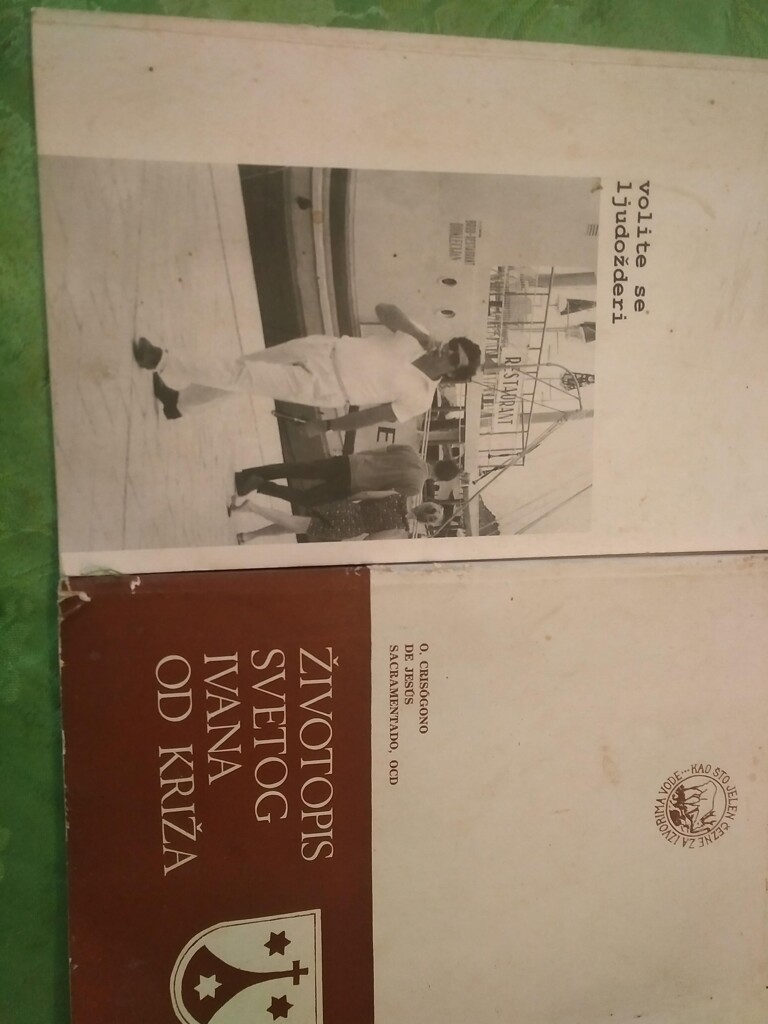 volite se
ljudožderi
RESTAURANT
E
O. CRISÓGONO
DE JESÚS
SACRAMENTADO, OCD
ŽIVOTOPIS
SVETOG
IVANA
OD KRIŽA
KAO ŠTO JELEN ČEZNE ZA IZVORIMA VODE...